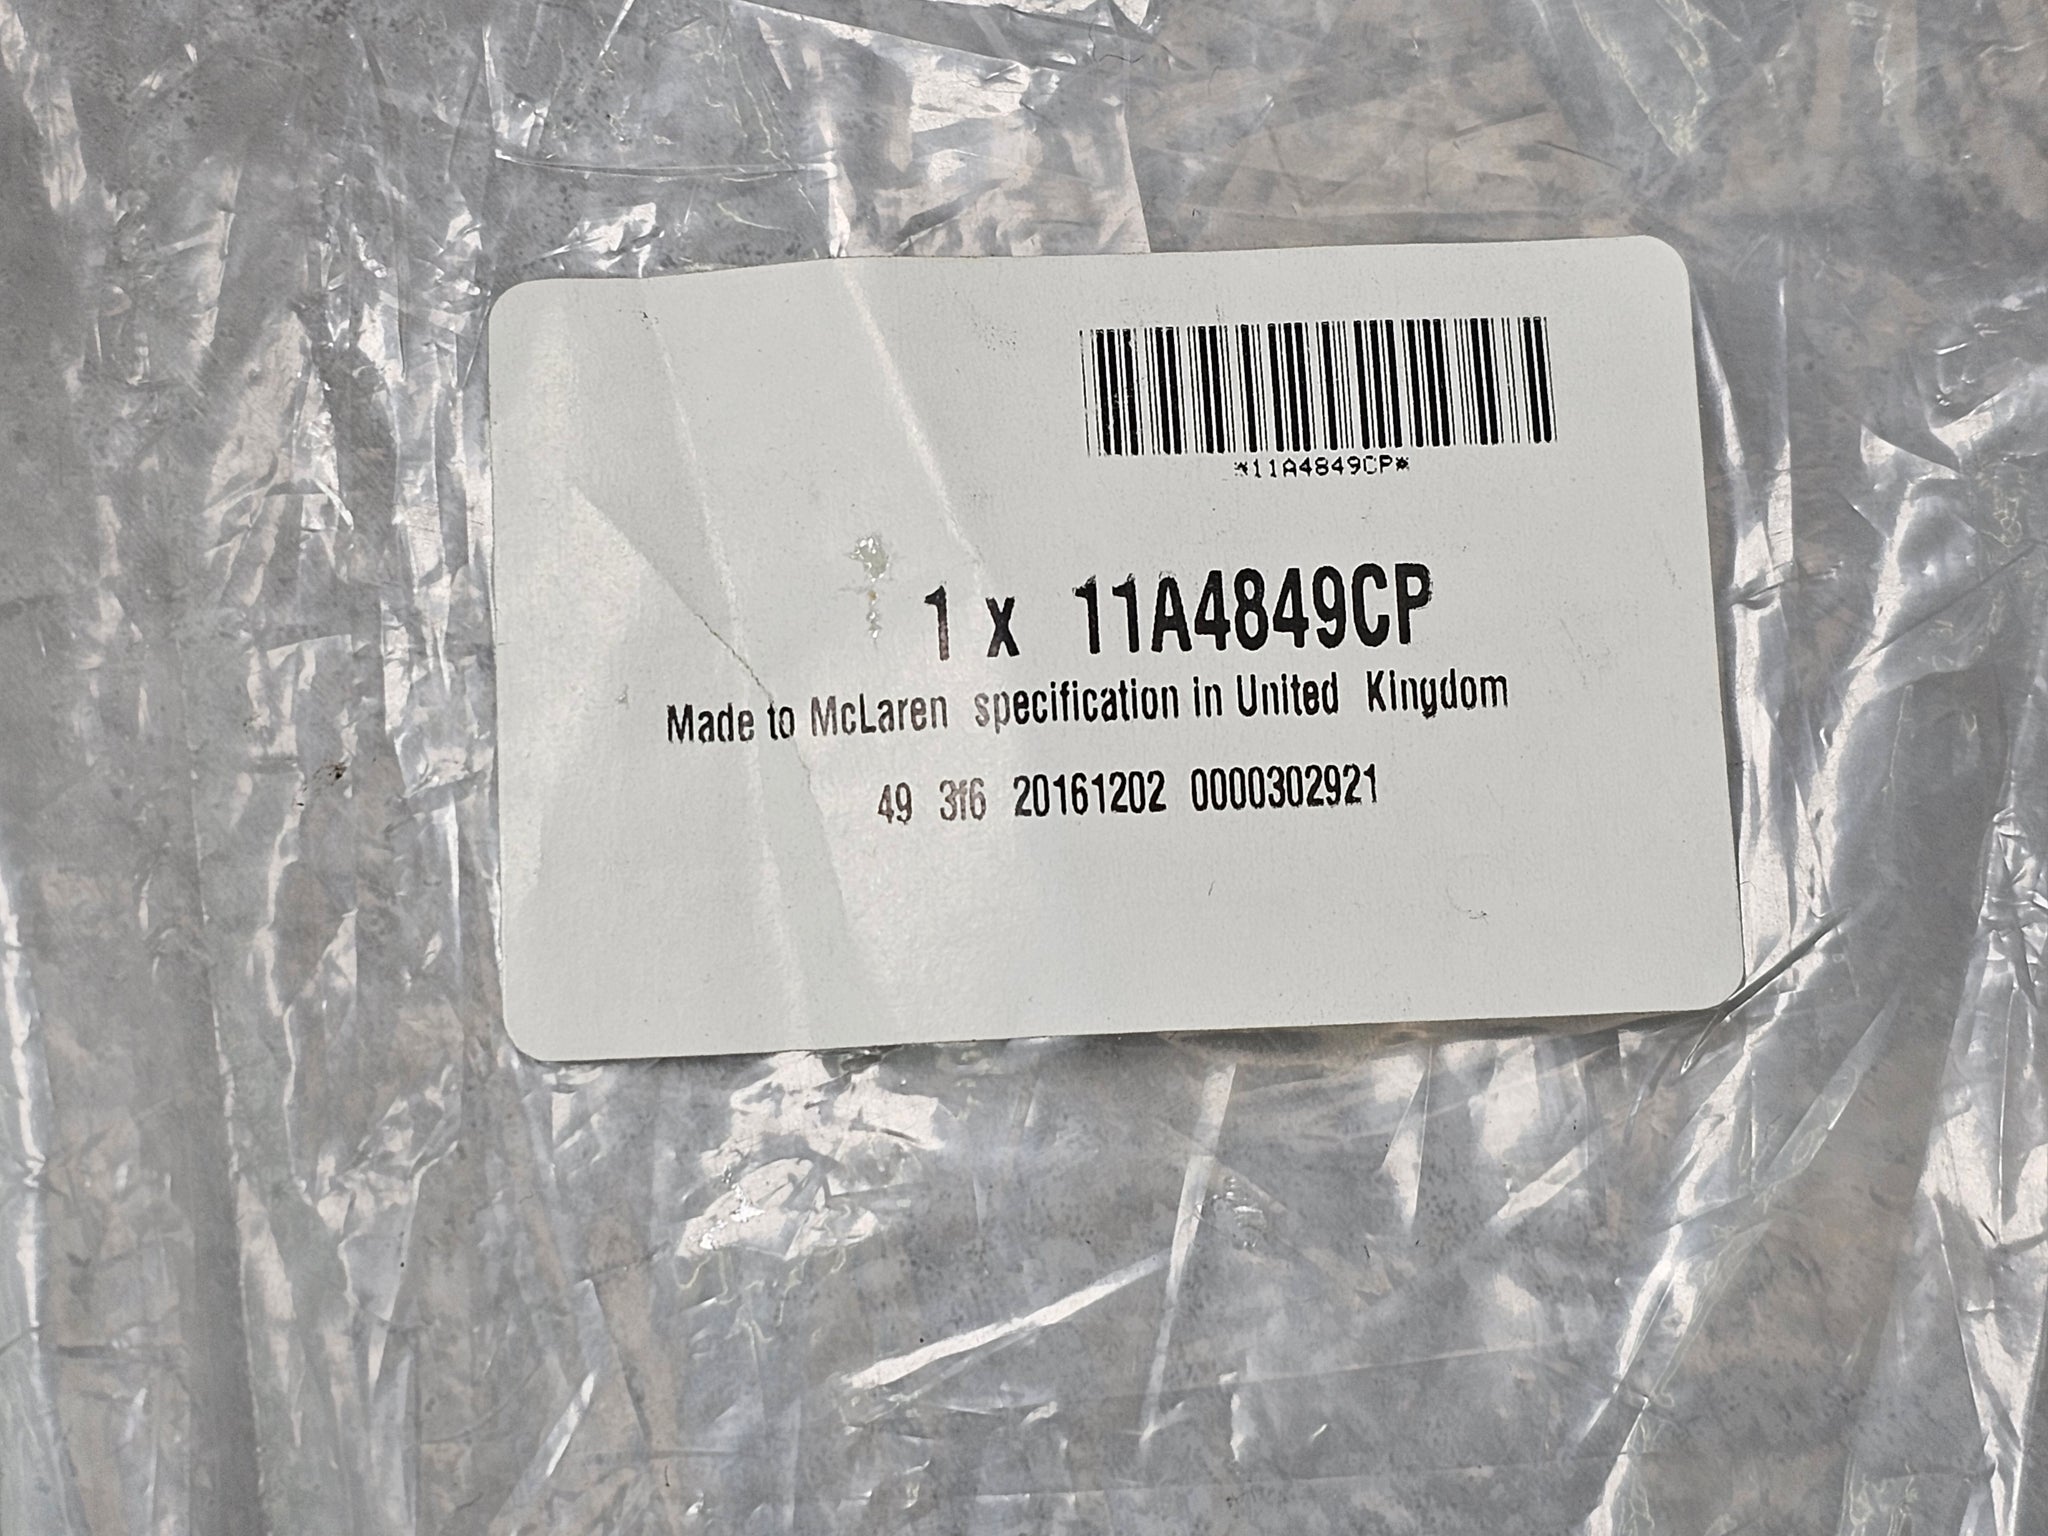 *11A4849CP*
1 x 11A4849CP
Made to McLaren specification in United Kingdom
49 3f6 20161202 0000302921